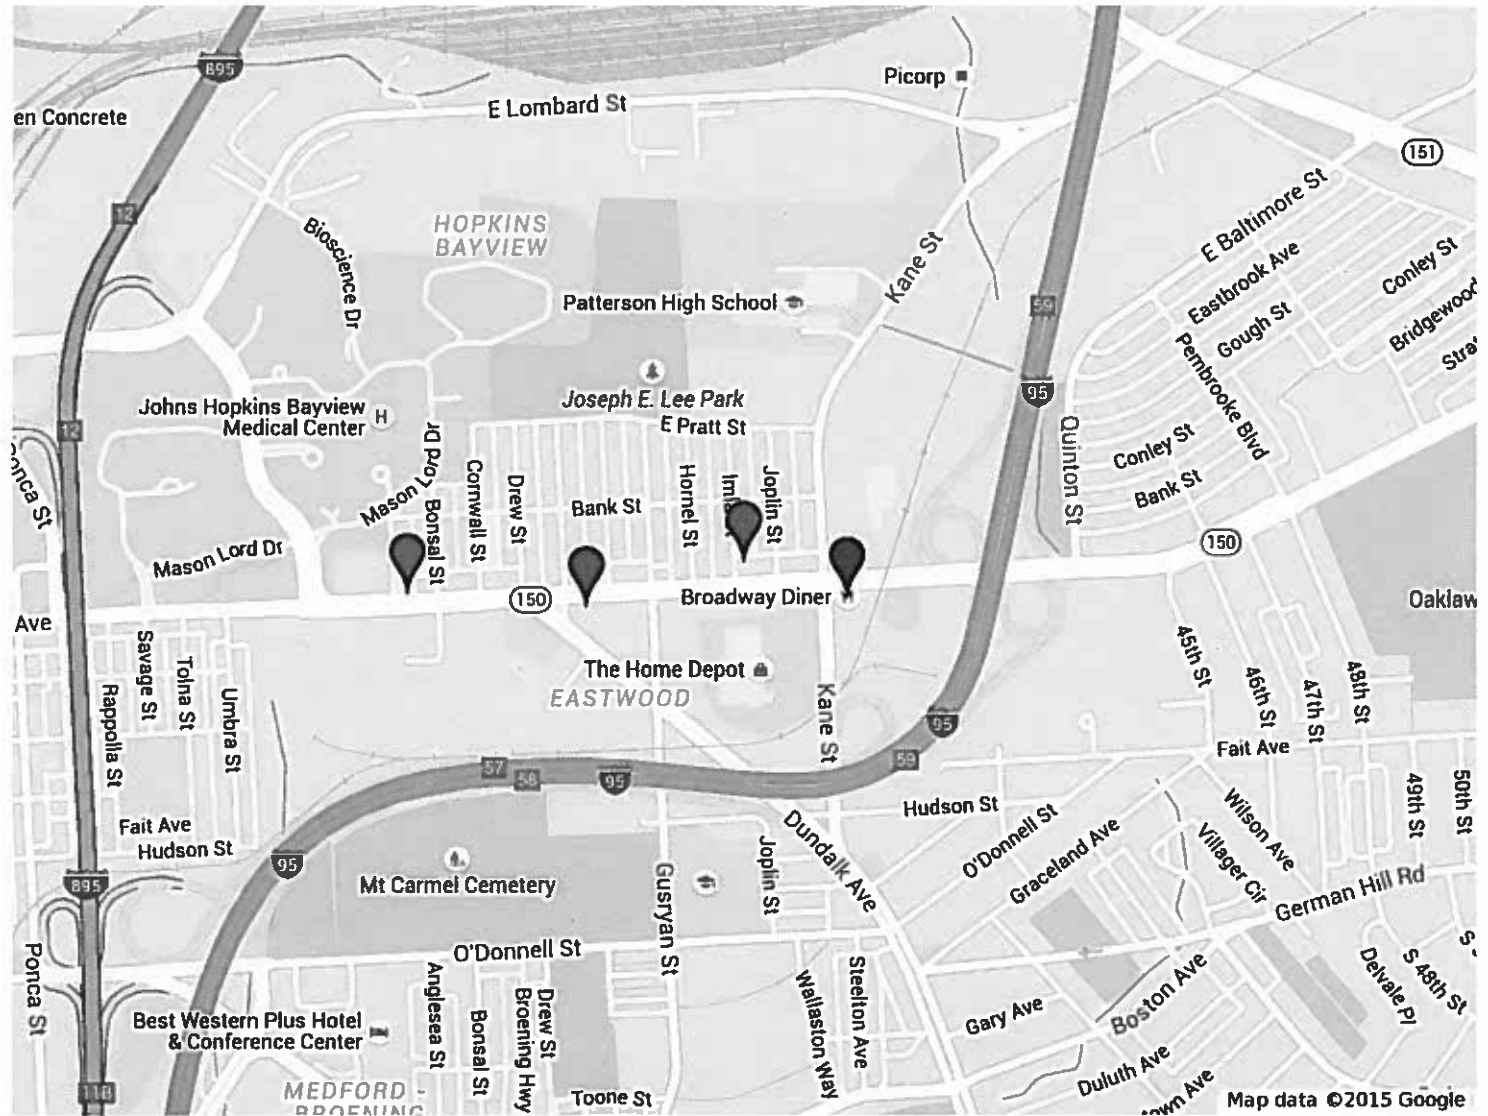 895
Picorp
en Concrete
E Lombard St
151
12
HOPKINS
BAYVIEW
Bioscience Dr
E Baltimore St
Kane St
Eastbrook Ave
Conley St
Patterson High School
59
Gough St
Bridgewood
Pembrooke Blvd
95
Joseph E. Lee Park
Johns Hopkins Bayview
Medical Center
H
E Pratt St
12
Ponca St
Mason Lord Dr
Cornwall St
Drew St
Bank St
Hornel St
Joplin St
Quinton St
Conley St
Bank St
Bonsal St
Mason Lord Dr
150
150
Broadway Diner
Oaklaw
Ave
Savage St
Tolna St
Rappolla St
Umbra St
The Home Depot
EASTWOOD
Kane St
45th St
46th St
47th St
48th St
95
57
58
95
59
Fait Ave
Hudson St
49th St
50th St
Fait Ave
Hudson St
O'Donnell St
Graceland Ave
Wilson Ave
Villager Cir
Dundalk Ave
Joplin St
95
895
Mt Carmel Cemetery
Gusryan St
German Hill Rd
O'Donnell St
Ponca St
Anglesea St
Bonsal St
Drew St
Broening Hwy
Wallaston Way
Steelton Ave
Gary Ave
Boston Ave
Delvale Pl
S 48th St
Best Western Plus Hotel
& Conference Center
Duluth Ave
MEDFORD -
BROENING
Toone St
Map data ©2015 Google